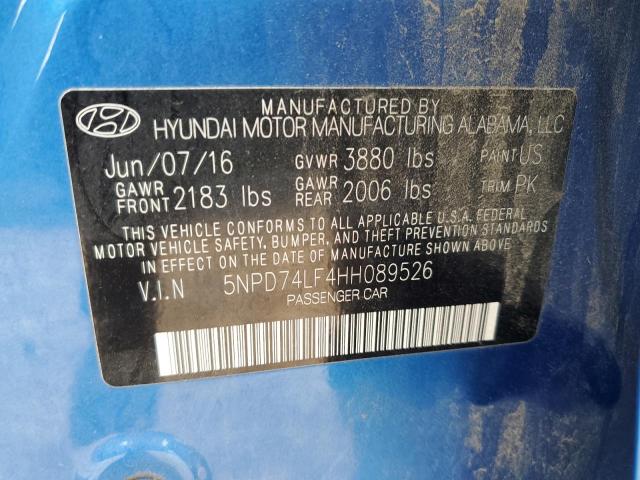 MANUFACTURED BY
HYUNDAI MOTOR MANUFACTURING ALABAMA, LLC
Jun/07/16 GVWR 3880 lbs PAINT US
GAWR FRONT 2183 lbs GAWR REAR 2006 lbs TRIM PK
THIS VEHICLE CONFORMS TO ALL APPLICABLE U.S.A. FEDERAL
MOTOR VEHICLE SAFETY, BUMPER, AND THEFT PREVENTION STANDARDS
IN EFFECT ON THE DATE OF MANUFACTURE SHOWN ABOVE.
V.I.N 5NPD74LF4HH089526
PASSENGER CAR